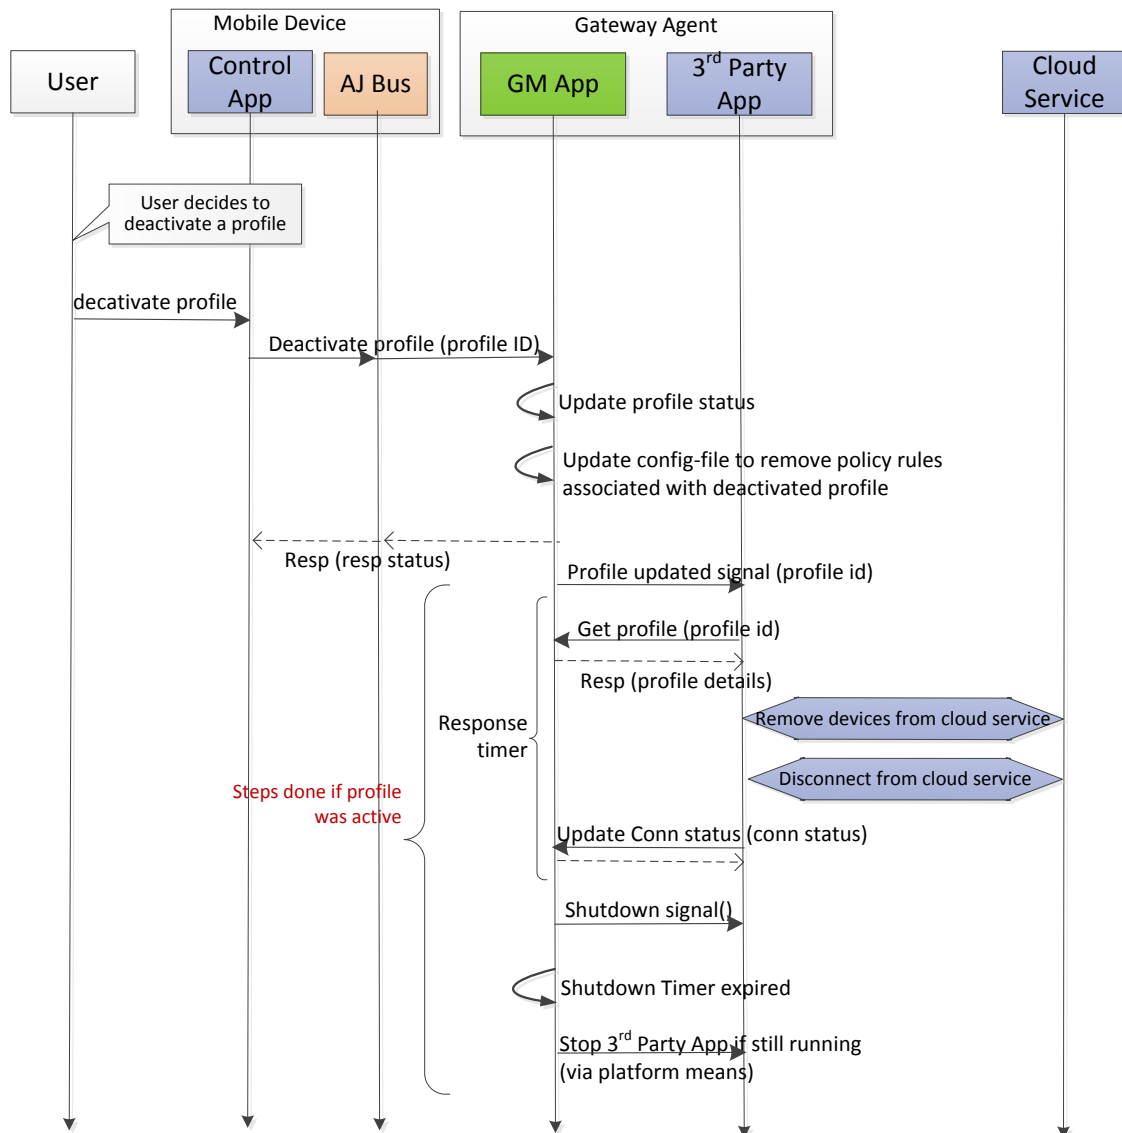 Mobile Device
Gateway Agent
User
Control
App
AJ Bus
GM App
3rd Party
App
Cloud
Service
User decides to
deactivate a profile
decativate profile
Deactivate profile (profile ID)
Update profile status
Update config-file to remove policy rules
associated with deactivated profile
Resp (resp status)
Profile updated signal (profile id)
Get profile (profile id)
Resp (profile details)
Remove devices from cloud service
Response
timer
Disconnect from cloud service
Steps done if profile
was active
Update Conn status (conn status)
Shutdown signal()
Shutdown Timer expired
Stop 3rd Party App if still running
(via platform means)